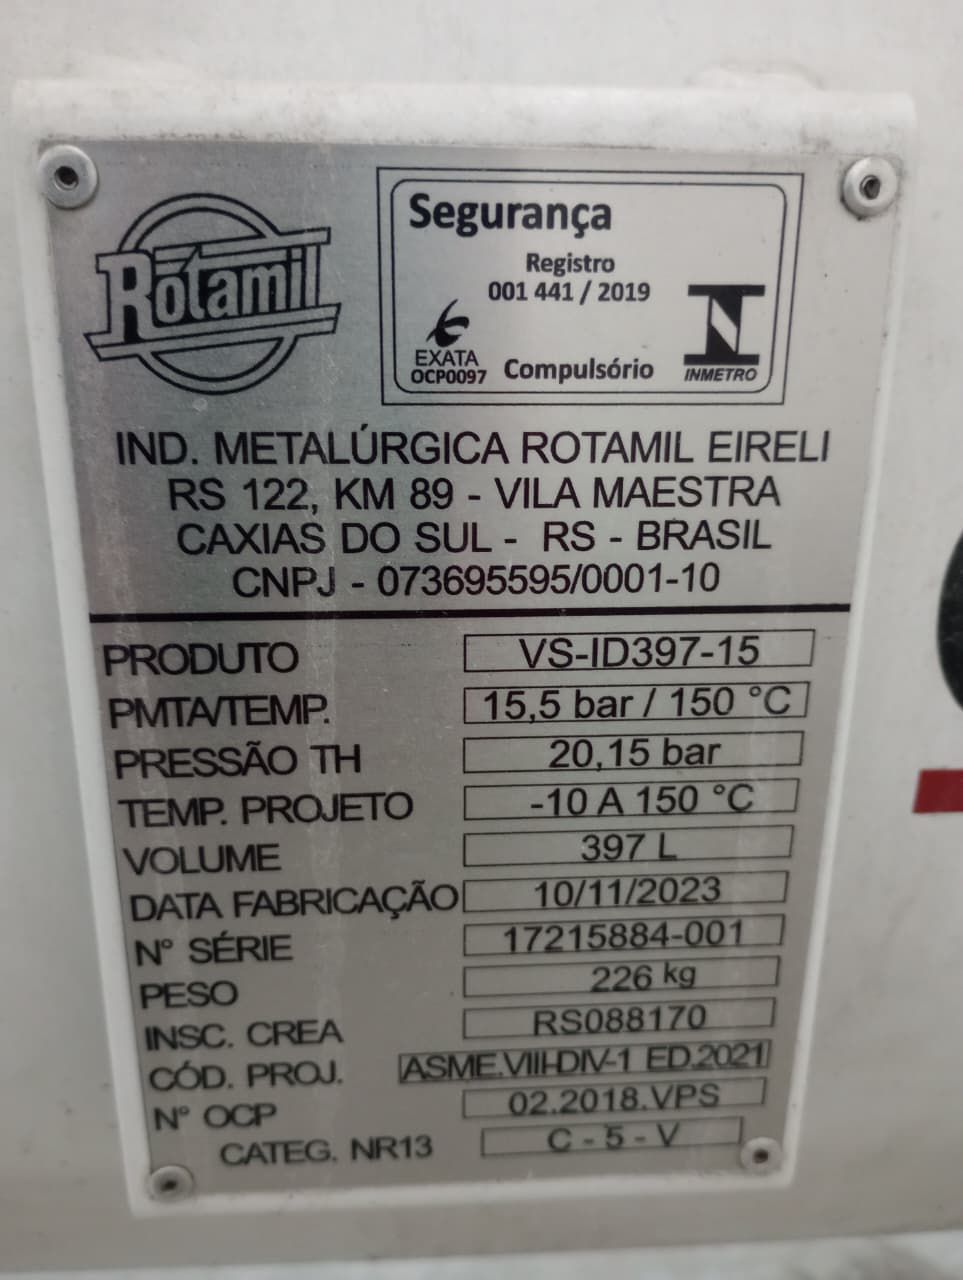 Rotamil
Segurança
Registro
001 441 / 2019
EXATA
OCP0097
Compulsório
INMETRO
IND. METALÚRGICA ROTAMIL EIRELI
RS 122, KM 89 - VILA MAESTRA
CAXIAS DO SUL - RS - BRASIL
CNPJ - 073695595/0001-10
PRODUTO VS-ID397-15
PMTA/TEMP. 15,5 bar / 150 °C
PRESSÃO TH 20,15 bar
TEMP. PROJETO -10 A 150 °C
VOLUME 397 L
DATA FABRICAÇÃO 10/11/2023
N° SÉRIE 17215884-001
PESO 226 kg
INSC. CREA RS088170
CÓD. PROJ. ASME.VIII-DIV-1 ED.2021
N° OCP 02.2018.VPS
CATEG. NR13 C - 5 - V